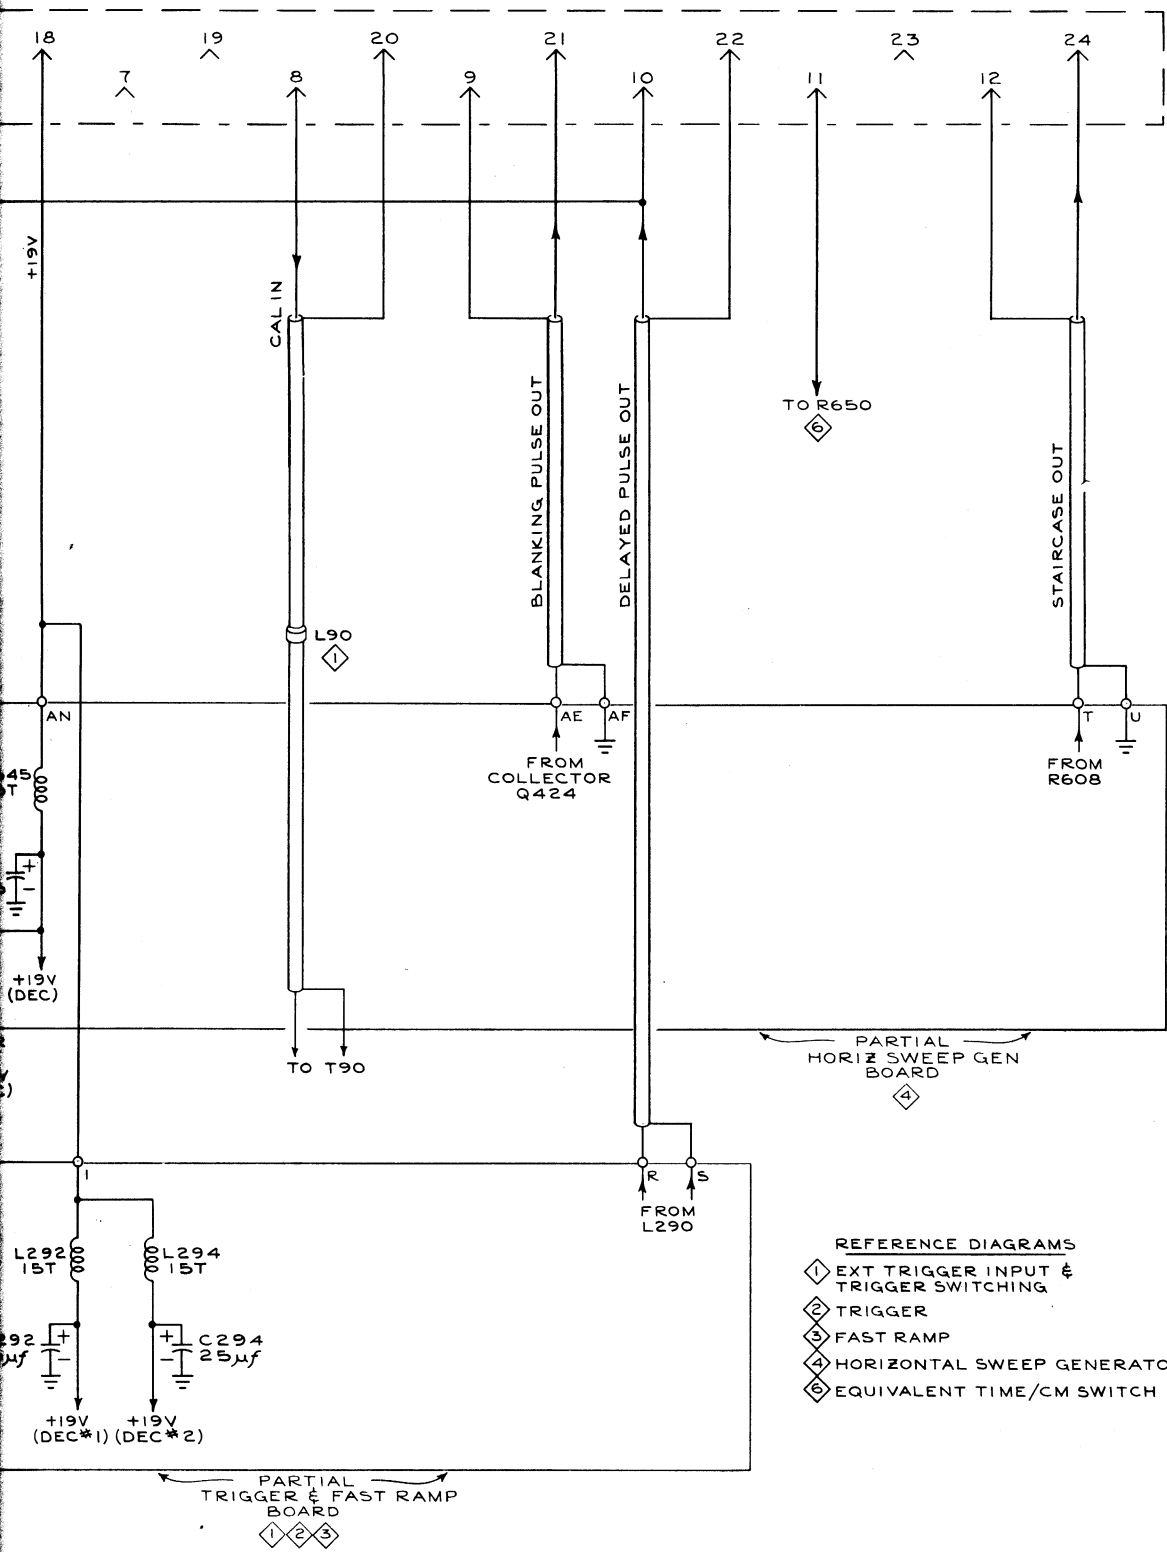 18
19
20
21
22
23
24
7
8
9
10
11
12
+19V
CAL IN
BLANKING PULSE OUT
DELAYED PULSE OUT
STAIRCASE OUT
TO R650
6
L90
1
AN
AE
AF
T
U
FROM
COLLECTOR
Q424
FROM
R608
45
T
+
-
+19V
(DEC)
TO T90
PARTIAL
HORIZ SWEEP GEN
BOARD
4
I
R
S
FROM
L290
L292
15T
L294
15T
292
μf
+
-
+
-
C294
25μf
+19V
(DEC#1)
+19V
(DEC#2)
PARTIAL
TRIGGER & FAST RAMP
BOARD
1 2 3
REFERENCE DIAGRAMS
1 EXT TRIGGER INPUT &
TRIGGER SWITCHING
2 TRIGGER
3 FAST RAMP
4 HORIZONTAL SWEEP GENERATO
6 EQUIVALENT TIME/CM SWITCH